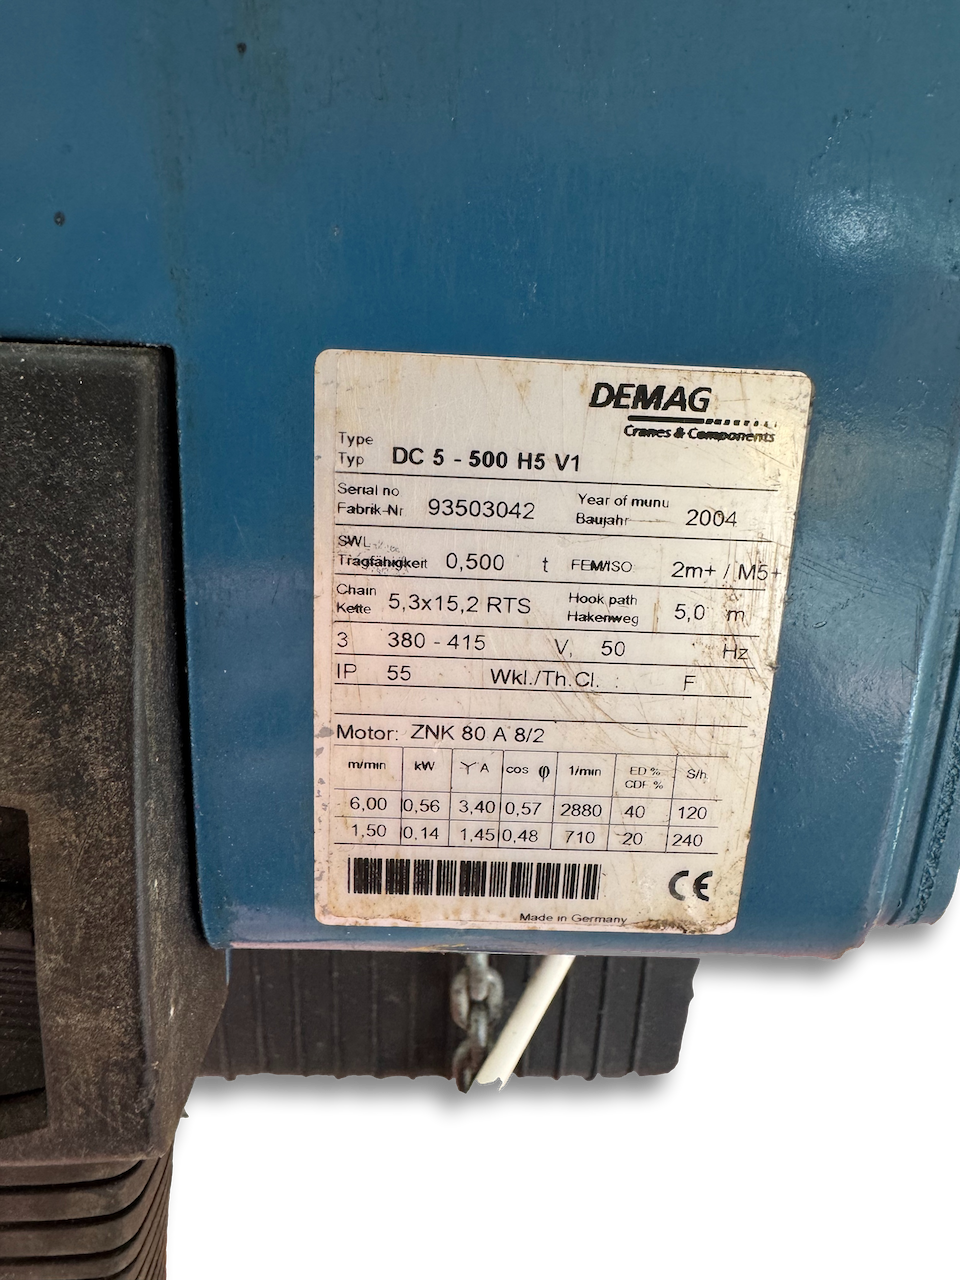 DEMAG
Cranes & Components
Type
Typ DC 5 - 500 H5 V1
Serial no
Fabrik-Nr 93503042 Year of munu
Baujahr 2004
SWL
Tragfähigkeit 0,500 t FEM/ISO 2m+ / M5+
Chain
Kette 5,3x15,2 RTS Hook path
Hakenweg 5,0 m
3 380 - 415 V, 50 Hz
IP 55 Wkl./Th.Cl. : F
Motor: ZNK 80 A 8/2
m/min kW Y A cos φ 1/min ED % S/h
CDF %
6,00 0,56 3,40 0,57 2880 40 120
1,50 0,14 1,45 0,48 710 20 240
CE
Made in Germany